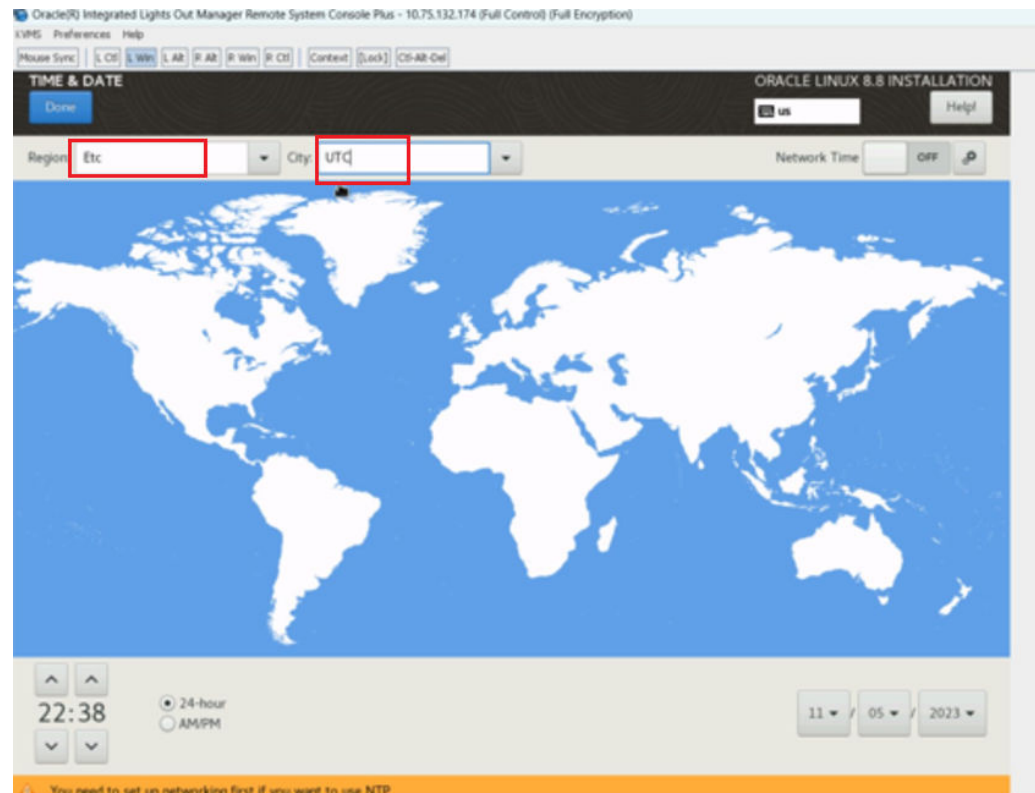 Oracle(R) Integrated Lights Out Manager Remote System Console Plus - 10.75.132.174 (Full Control) (Full Encryption)
KVMS Preferences Help
Mouse Sync L Ctl L Win L Alt R Alt R Win R Ctl Context [Lock] Ctl-Alt-Del
TIME & DATE ORACLE LINUX 8.8 INSTALLATION
Done us Help!
Region: Etc City: UTC Network Time OFF
22:38 24-hour 11 / 05 / 2023
AM/PM
You need to set up networking first if you want to use NTP